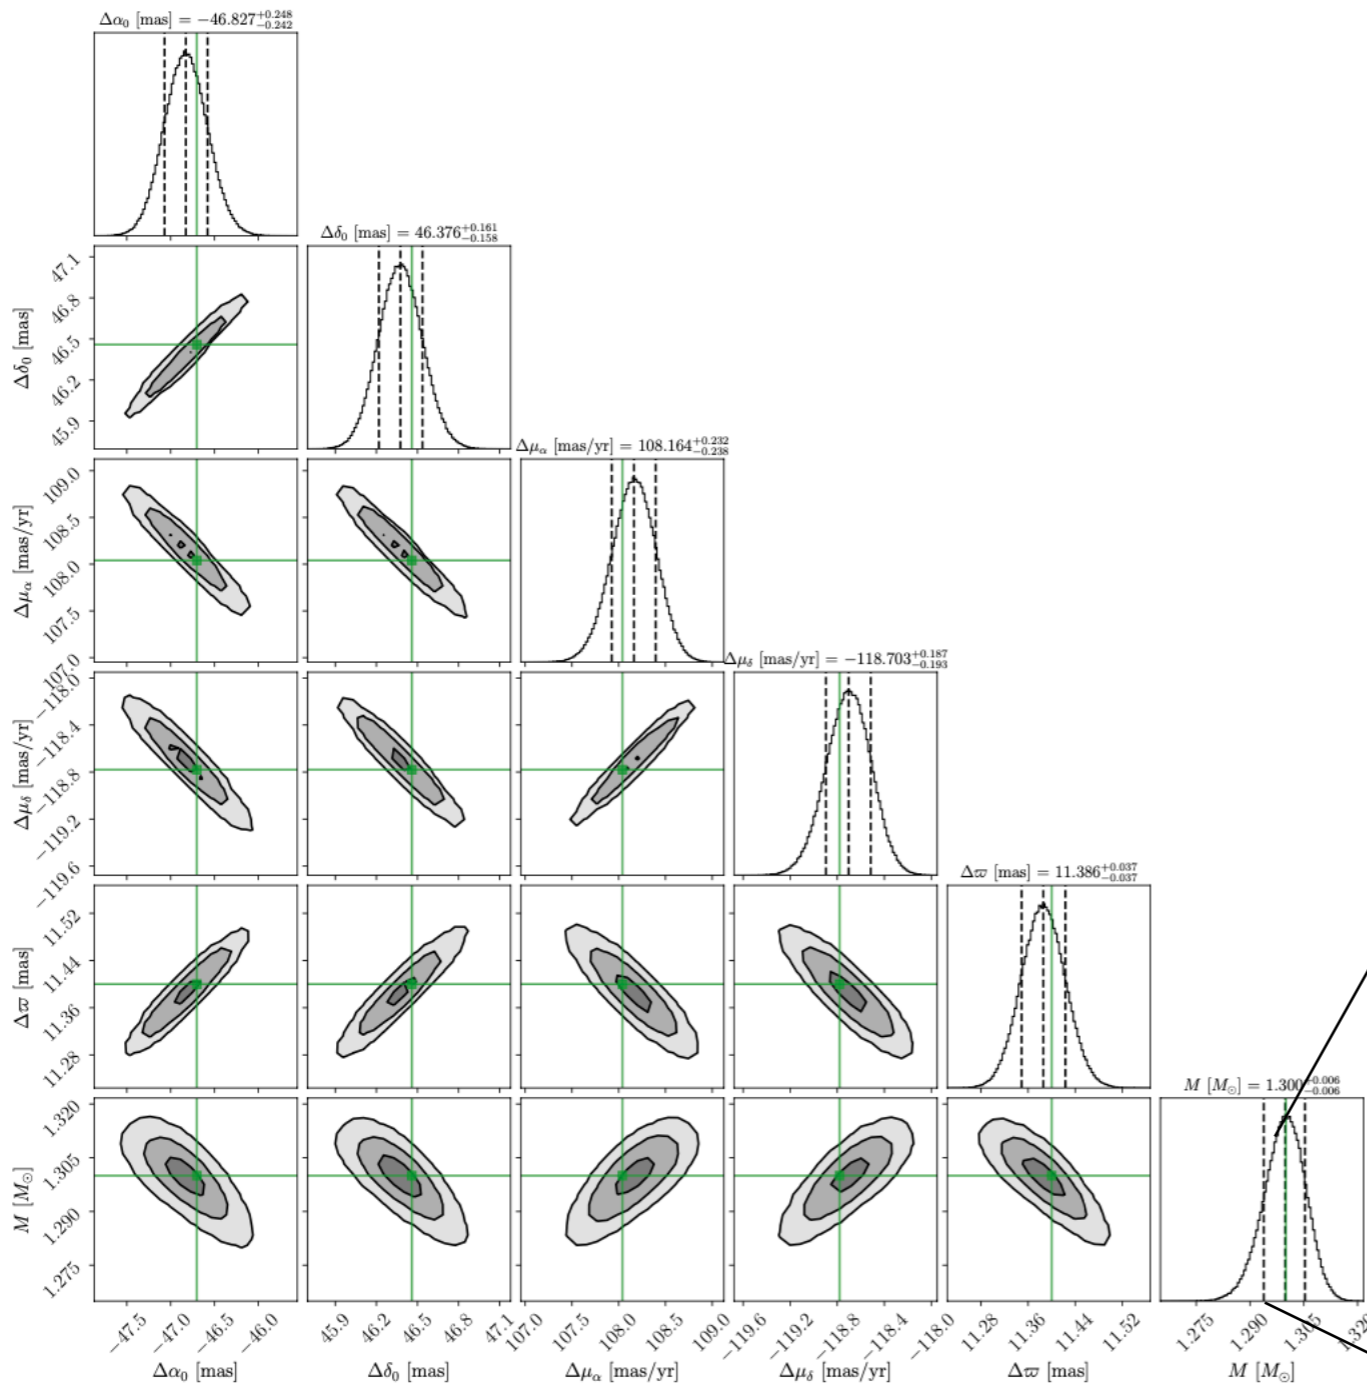 Δα₀ [mas] = −46.827^{+0.248}_{−0.242}
Δδ₀ [mas] = 46.376^{+0.161}_{−0.158}
47.1
46.8
46.5
46.2
45.9
Δδ₀ [mas]
Δμ_α [mas/yr] = 108.164^{+0.232}_{−0.238}
109.0
108.5
108.0
107.5
107.0
Δμ_α [mas/yr]
Δμ_δ [mas/yr] = −118.703^{+0.187}_{−0.193}
−118.0
−118.4
−118.8
−119.2
−119.6
Δμ_δ [mas/yr]
Δϖ [mas] = 11.386^{+0.037}_{−0.037}
11.52
11.44
11.36
11.28
Δϖ [mas]
M [M_⊙] = 1.300^{+0.006}_{−0.006}
1.320
1.305
1.290
1.275
M [M_⊙]
−47.5 −47.0 −46.5 −46.0 45.9 46.2 46.5 46.8 47.1 107.0 107.5 108.0 108.5 109.0 −119.6 −119.2 −118.8 −118.4 −118.0 11.28 11.36 11.44 11.52 1.275 1.290 1.305 1.320
Δα₀ [mas] Δδ₀ [mas] Δμ_α [mas/yr] Δμ_δ [mas/yr] Δϖ [mas] M [M_⊙]